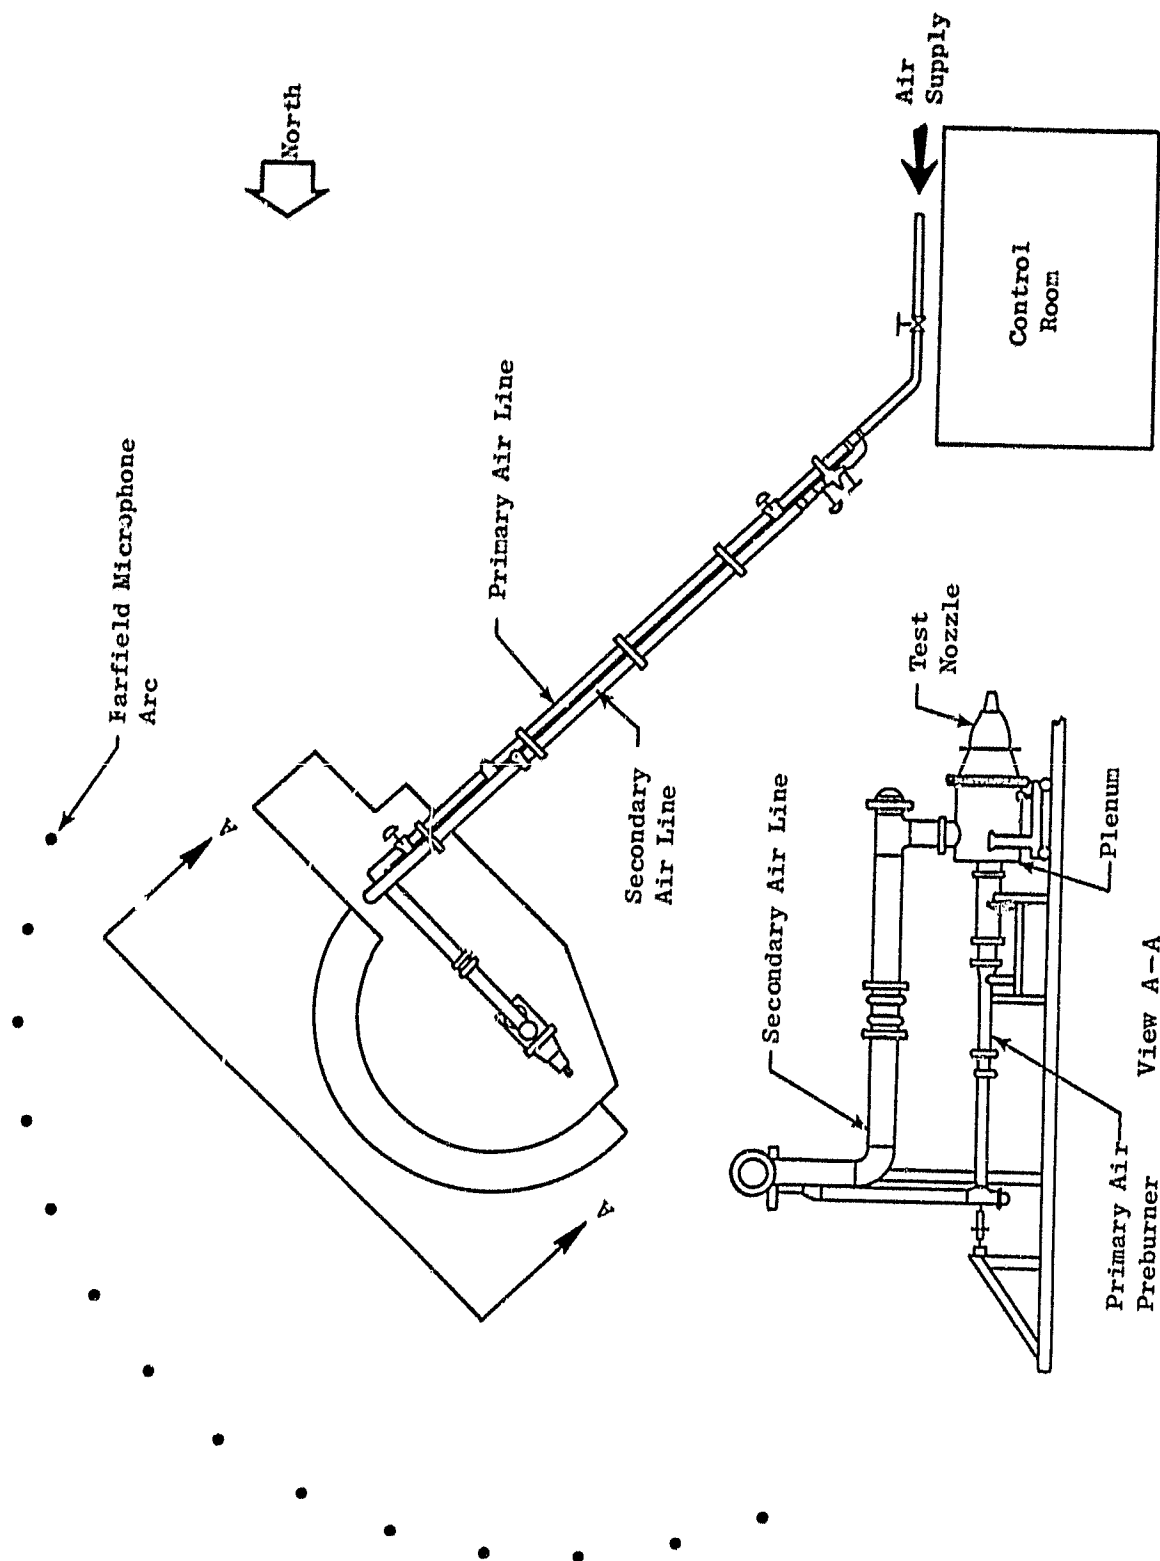 North
Air
Supply
Farfield Microphone
Arc
Primary Air Line
Control
Room
A
Secondary
Air Line
Test
Nozzle
A
Secondary Air Line
Plenum
Primary Air
Preburner
View A-A